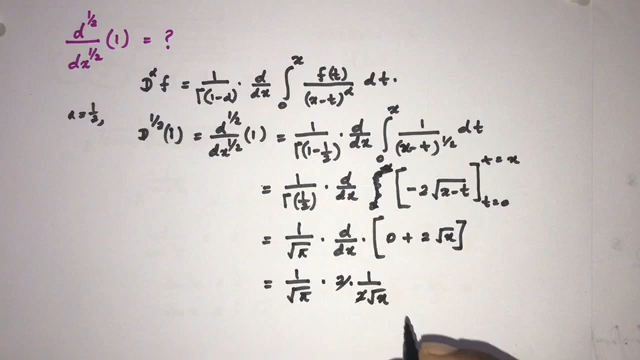 d^{1/2}/dx^{1/2} (1) = ?
D^α f = 1/Γ(1-α) · d/dx ∫_0^x f(t)/(x-t)^α dt.
α = 1/2, D^{1/2}(1) = d^{1/2}/dx^{1/2} (1) = 1/Γ(1-1/2) · d/dx ∫_0^x 1/(x-t)^{1/2} dt
= 1/Γ(1/2) · d/dx [-2√(x-t)]_{t=0}^{t=x}
= 1/√π · d/dx · [0 + 2√x]
= 1/√π · 2 · 1/(2√x)